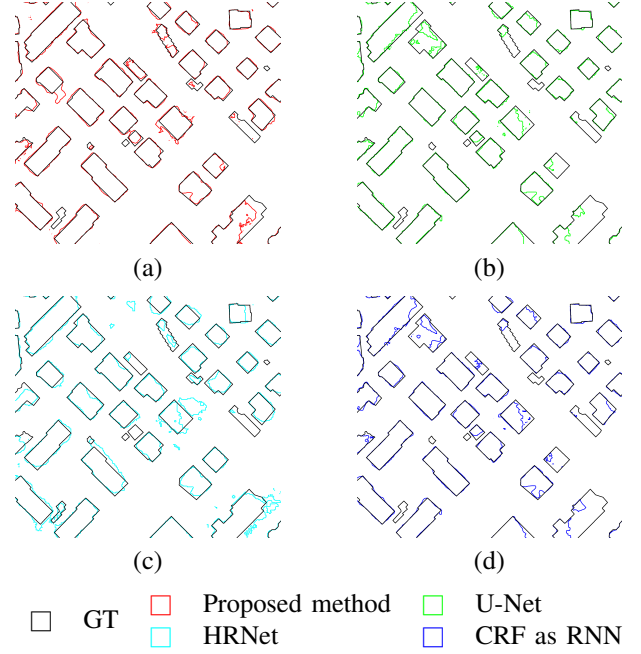 (a) (b)
(c) (d)
GT Proposed method U-Net
HRNet CRF as RNN